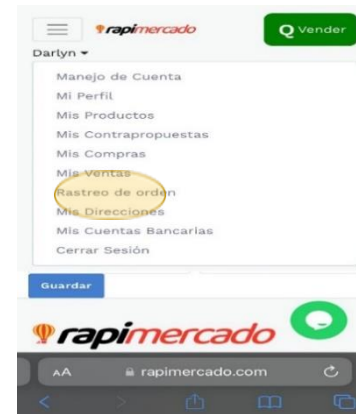 rapimercado
Q Vender
Darlyn
Manejo de Cuenta
Mi Perfil
Mis Productos
Mis Contrapropuestas
Mis Compras
Mis Ventas
Rastreo de orden
Mis Direcciones
Mis Cuentas Bancarias
Cerrar Sesión
Guardar
rapimercado
AA rapimercado.com